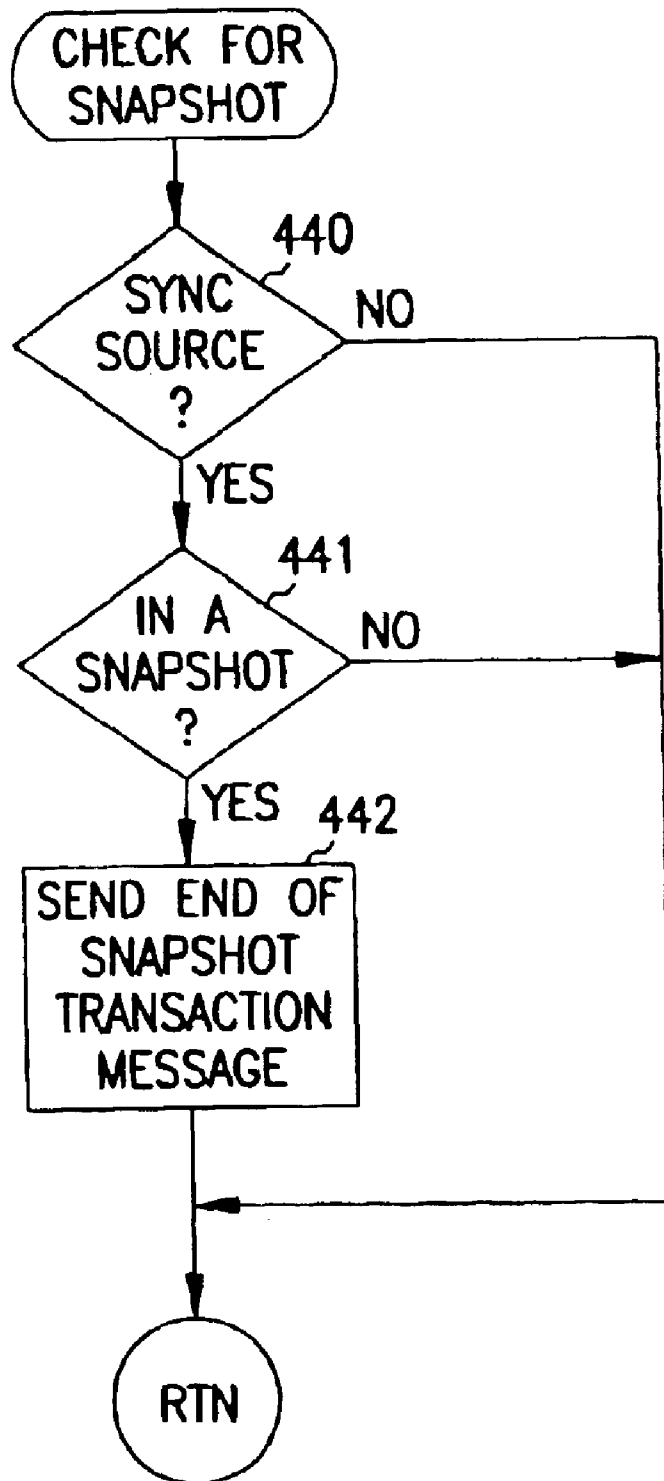 CHECK FOR
SNAPSHOT
440
SYNC
SOURCE
?
NO
YES
441
IN A
SNAPSHOT
?
NO
YES
442
SEND END OF
SNAPSHOT
TRANSACTION
MESSAGE
RTN